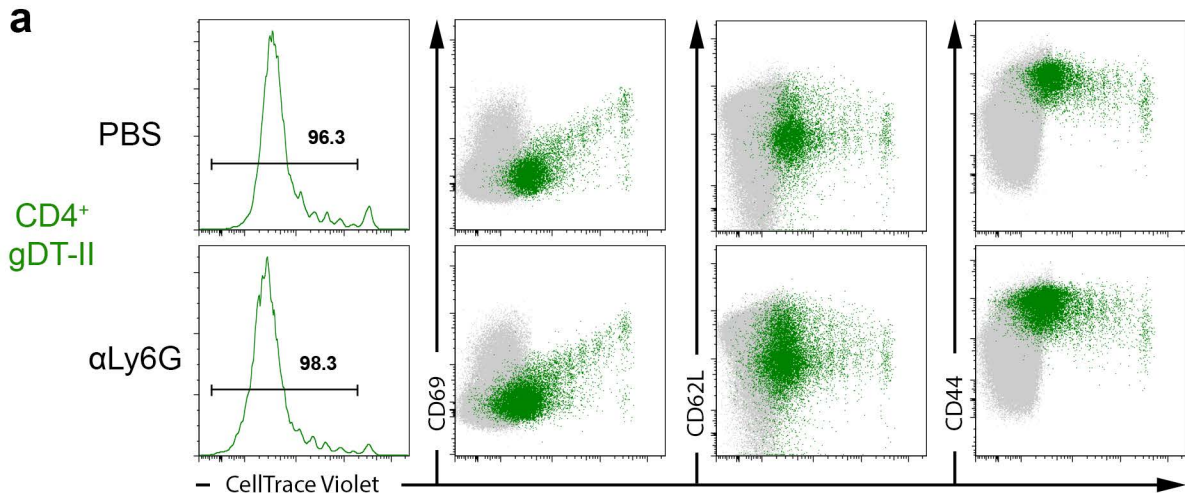 a
PBS
96.3
CD4⁺
gDT-II
αLy6G
98.3
CD69
CD62L
CD44
CellTrace Violet